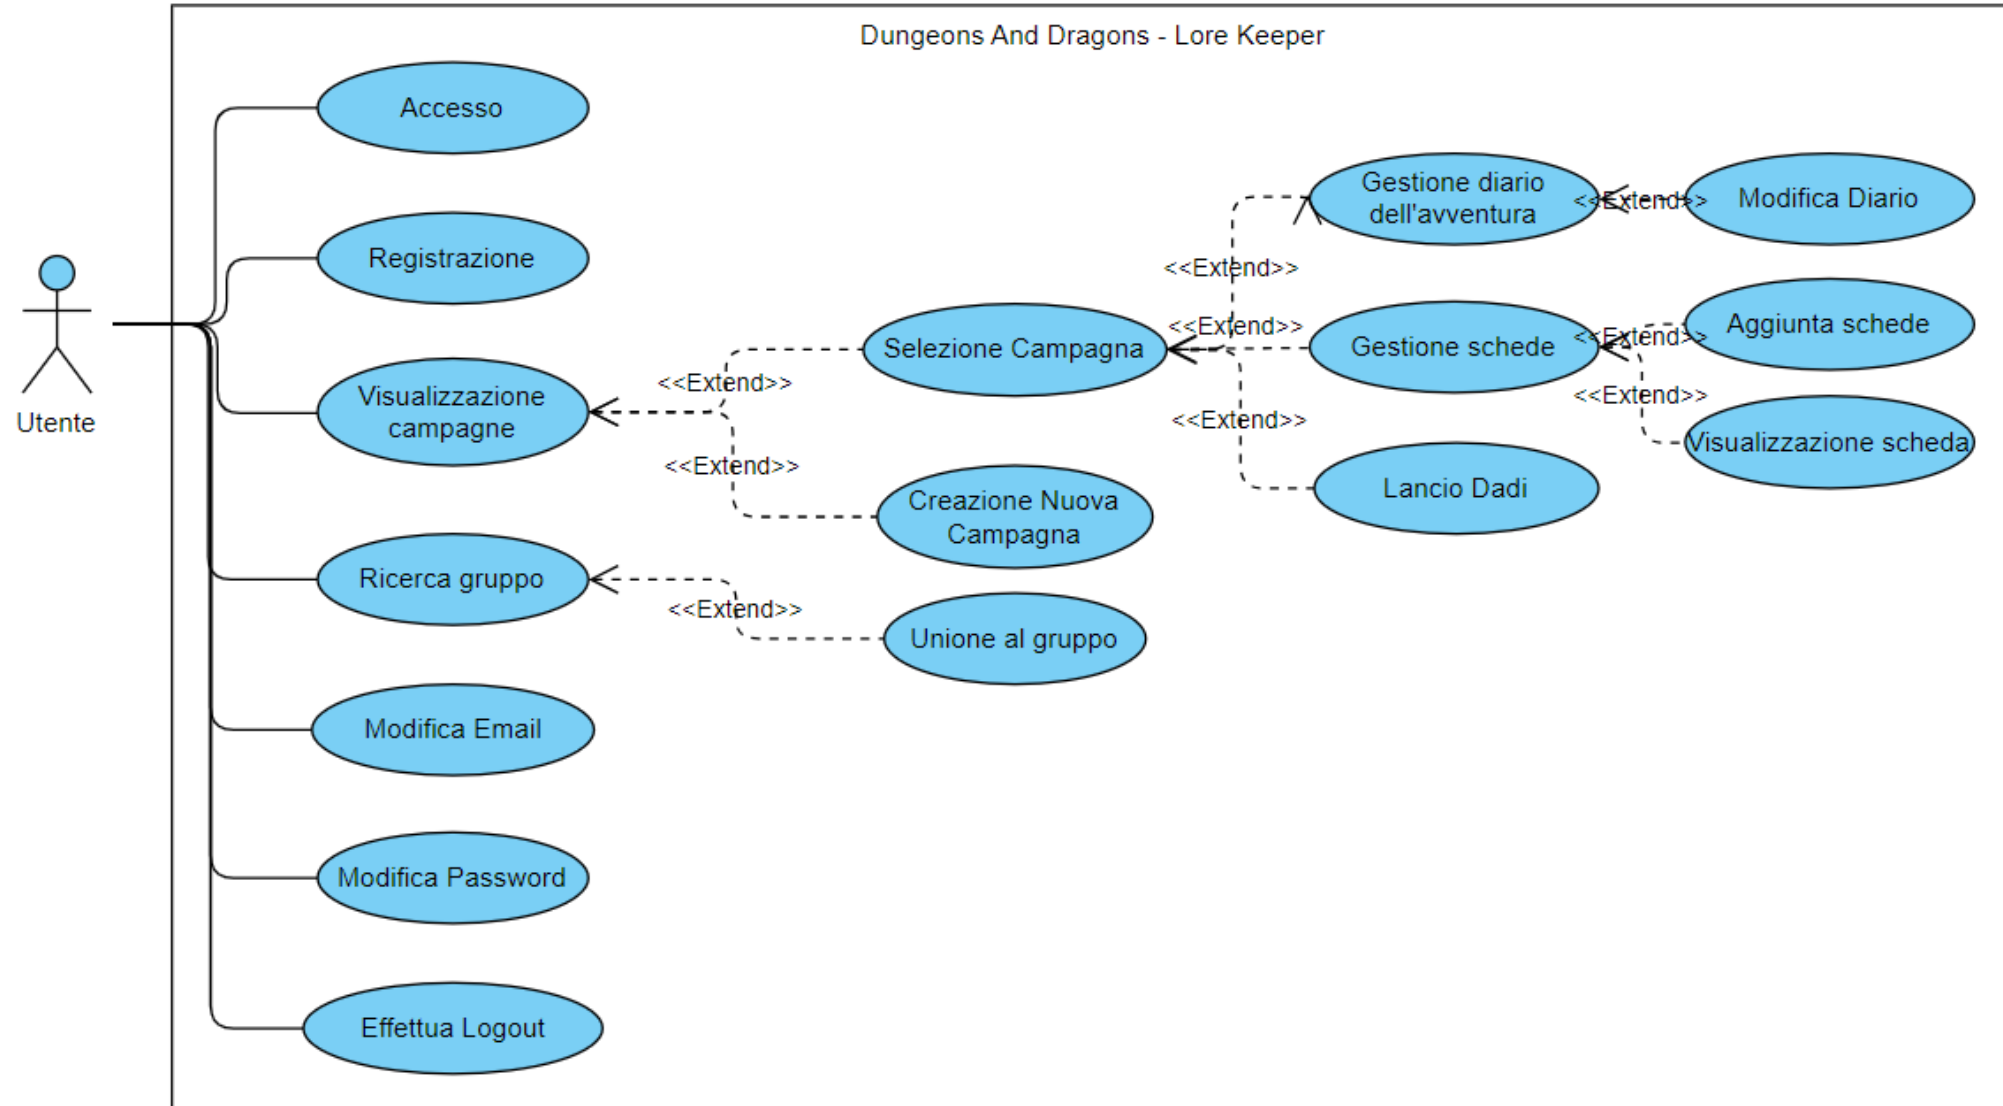 Dungeons And Dragons - Lore Keeper
Accesso
Registrazione
Utente
Visualizzazione
campagne
Ricerca gruppo
Modifica Email
Modifica Password
Effettua Logout
<<Extend>>
<<Extend>>
<<Extend>>
Selezione Campagna
Creazione Nuova
Campagna
Unione al gruppo
<<Extend>>
<<Extend>>
<<Extend>>
Gestione diario
dell'avventura
Gestione schede
Lancio Dadi
<<Extend>>
<<Extend>>
<<Extend>>
Modifica Diario
Aggiunta schede
Visualizzazione scheda